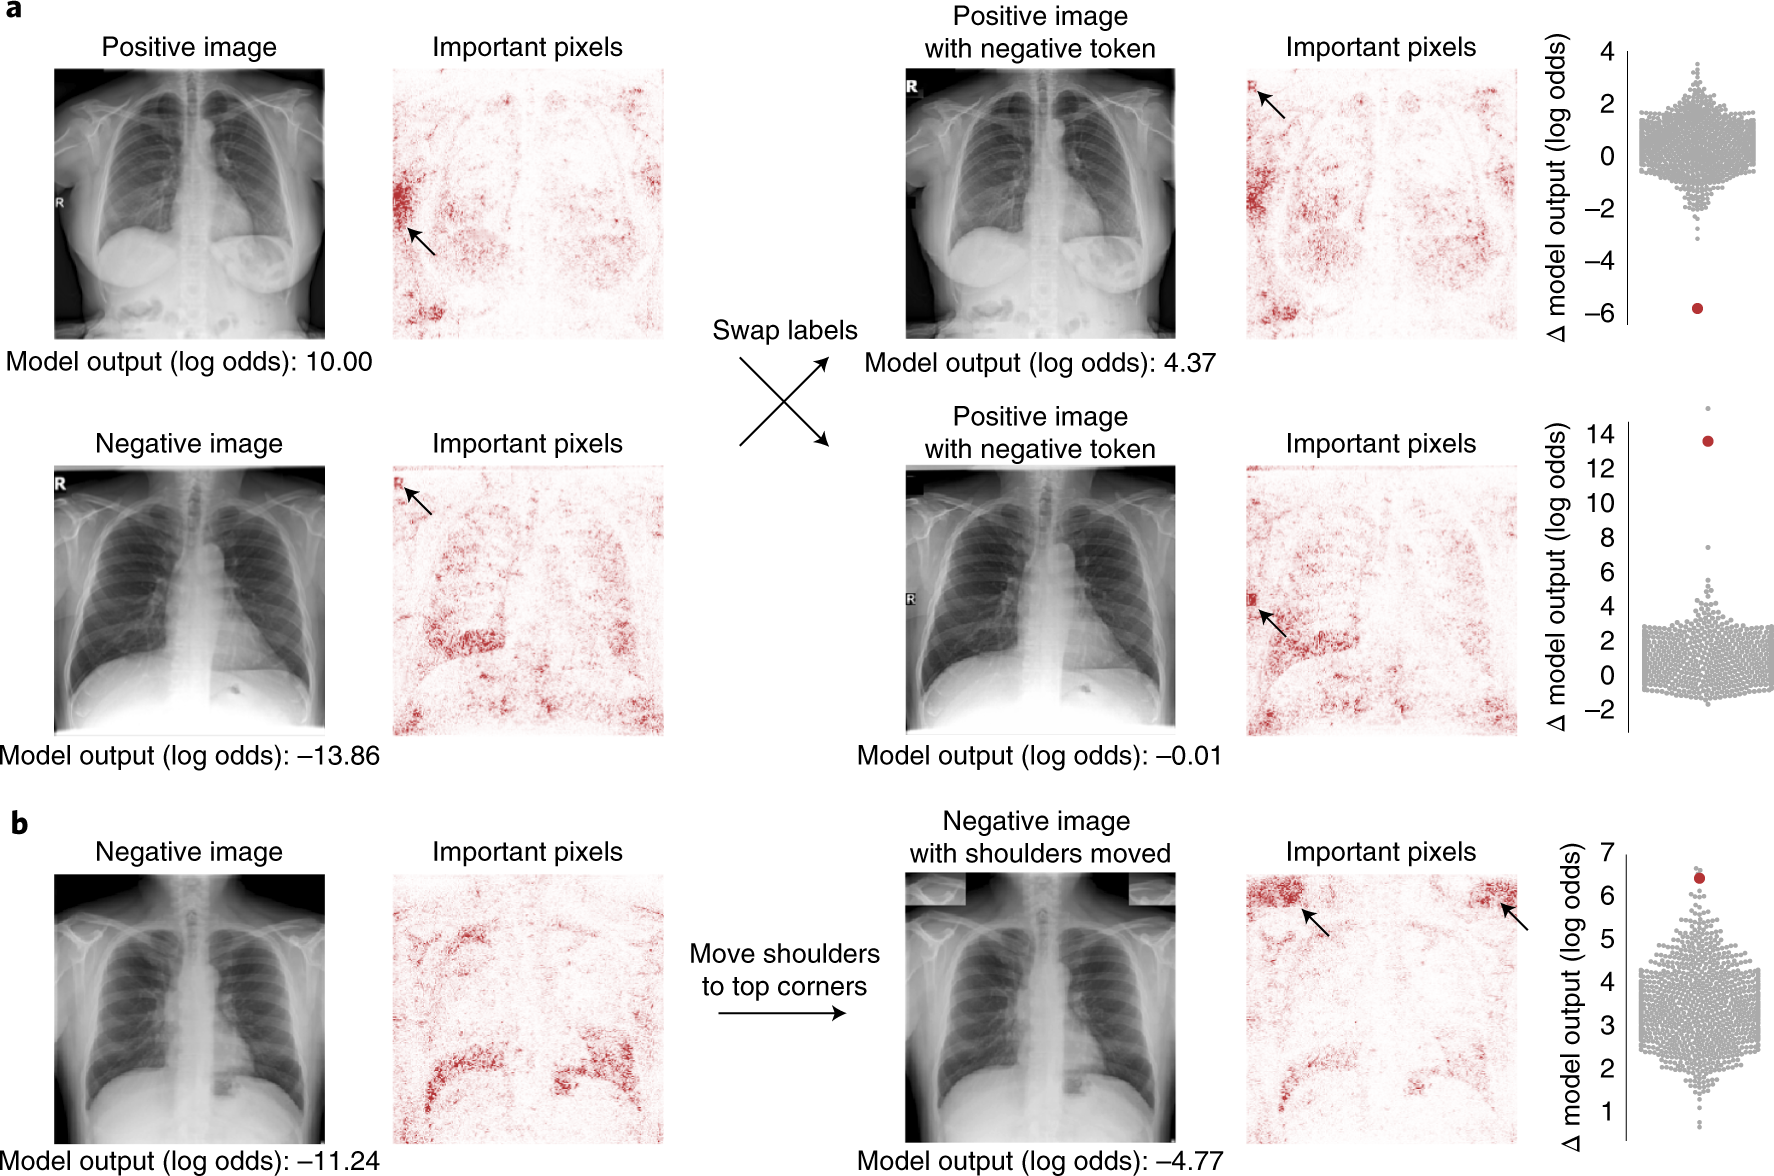 a
Positive image
Important pixels
Positive image
with negative token
Important pixels
R
R
R
Model output (log odds): 10.00
Model output (log odds): 4.37
Δ model output (log odds)
4
2
0
–2
–4
–6
Swap labels
Negative image
Important pixels
Positive image
with negative token
Important pixels
R
R
R
Model output (log odds): –13.86
Model output (log odds): –0.01
Δ model output (log odds)
14
12
10
8
6
4
2
0
–2
b
Negative image
Important pixels
Move shoulders
to top corners
Negative image
with shoulders moved
Important pixels
Model output (log odds): –11.24
Model output (log odds): –4.77
Δ model output (log odds)
7
6
5
4
3
2
1